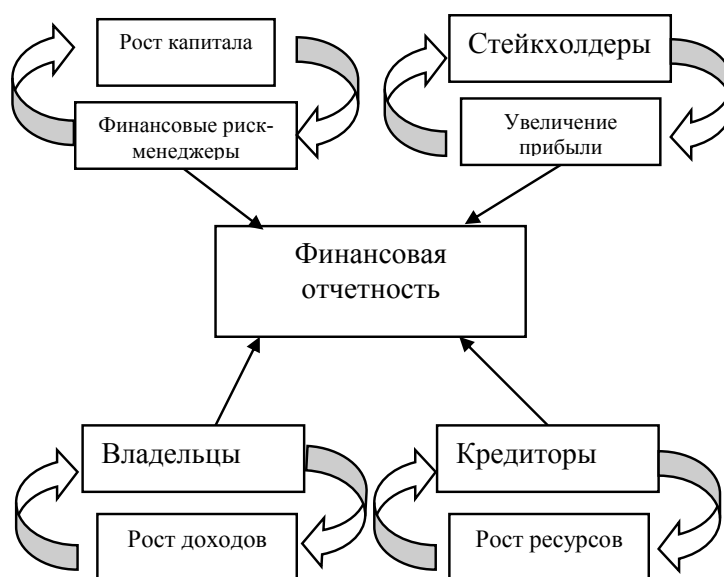 Рост капитала
Финансовые риск-
менеджеры
Стейкхолдеры
Увеличение
прибыли
Финансовая
отчетность
Владельцы
Рост доходов
Кредиторы
Рост ресурсов